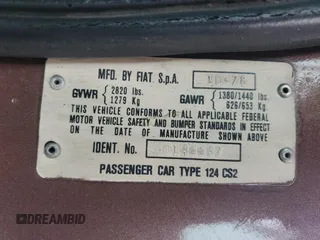 MFD. BY FIAT S.p.A.
GVWR 2820 lbs. 1279 Kg
GAWR 1380/1440 lbs. 626/653 Kg
THIS VEHICLE CONFORMS TO ALL APPLICABLE FEDERAL
MOTOR VEHICLE SAFETY AND BUMPER STANDARDS IN EFFECT
ON THE DATE OF MANUFACTURE SHOWN ABOVE
IDENT. No.
PASSENGER CAR TYPE 124 CS2
DREAMBID